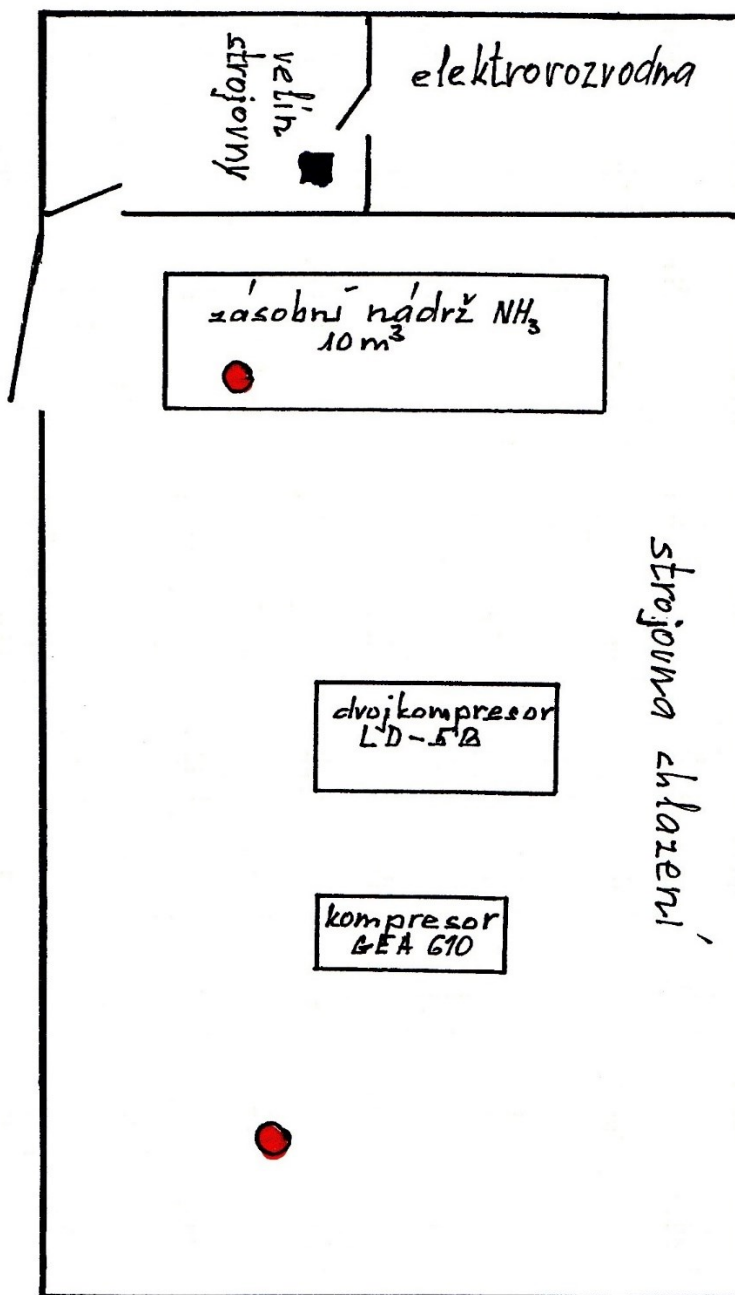 velín
strojovny
elektrorozvodna
zásobní nádrž NH₃
10 m³
strojovna chlazení
dvojkompresor
LD-5B
kompresor
GEA 610